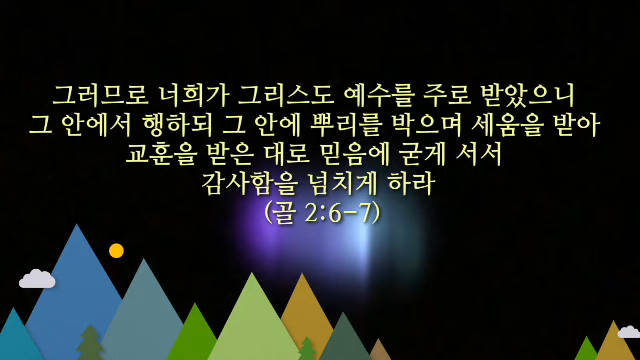 그러므로 너희가 그리스도 예수를 주로 받았으니
그 안에서 행하되 그 안에 뿌리를 박으며 세움을 받아
교훈을 받은 대로 믿음에 굳게 서서
감사함을 넘치게 하라
(골 2:6-7)